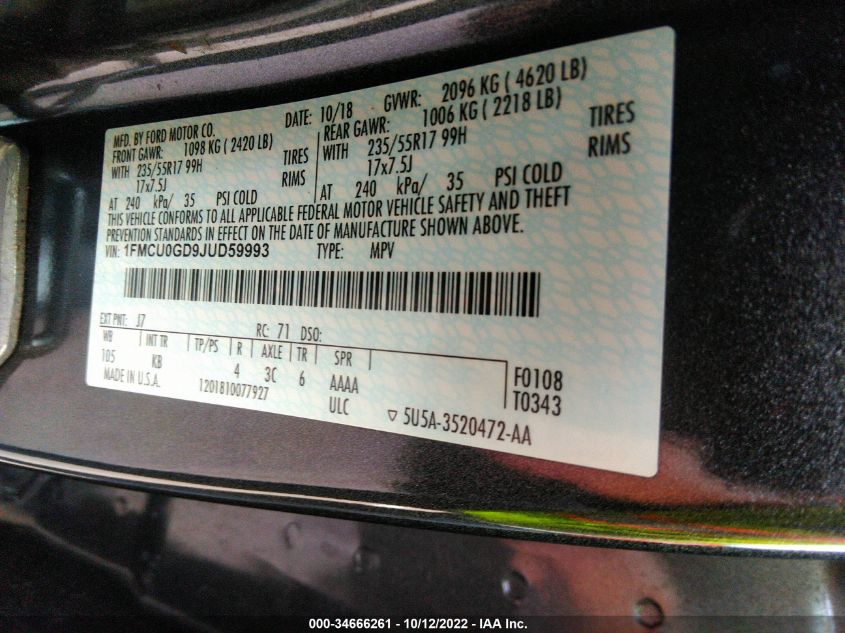 MFD. BY FORD MOTOR CO. DATE: 10/18 GVWR: 2096 KG ( 4620 LB)
FRONT GAWR: 1098 KG ( 2420 LB) REAR GAWR: 1006 KG ( 2218 LB)
WITH 235/55R17 99H TIRES WITH 235/55R17 99H TIRES
17x7.5J RIMS 17x7.5J RIMS
AT 240 kPa/ 35 PSI COLD AT 240 kPa/ 35 PSI COLD
THIS VEHICLE CONFORMS TO ALL APPLICABLE FEDERAL MOTOR VEHICLE SAFETY AND THEFT
PREVENTION STANDARDS IN EFFECT ON THE DATE OF MANUFACTURE SHOWN ABOVE.
VIN: 1FMCU0GD9JUD59993 TYPE: MPV
EXT PNT: J7 RC: 71 DSO:
WB INT TR TP/PS R AXLE TR SPR
105 KB 4 3C 6 AAAA F0108
MADE IN U.S.A. 1201810077927 ULC T0343
▽ 5U5A-3520472-AA
000-34666261 - 10/12/2022 - IAA Inc.